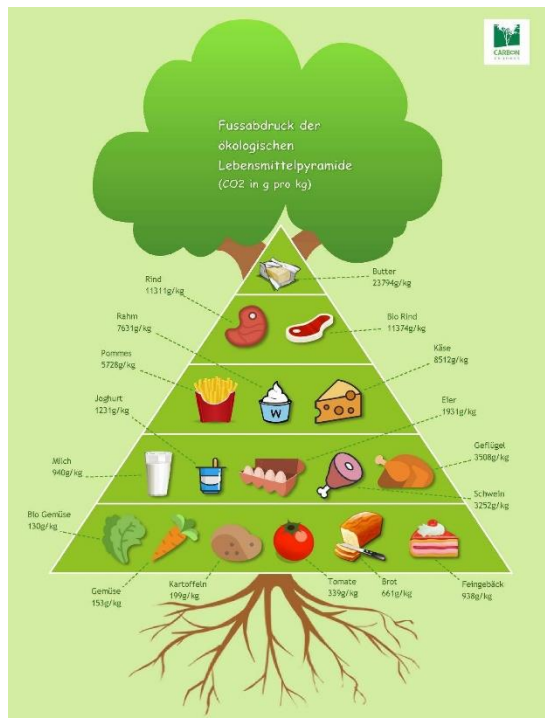 CARBON
Fussabdruck der
ökologischen
Lebensmittelpyramide
(CO2 in g pro kg)
Butter
23794g/kg
Rind
11311g/kg
Bio Rind
11374g/kg
Rahm
7631g/kg
Käse
8512g/kg
Pommes
5728g/kg
W
Joghurt
1231g/kg
Eier
1931g/kg
Geflügel
3508g/kg
Milch
940g/kg
Schwein
3252g/kg
Bio Gemüse
130g/kg
Gemüse
153g/kg
Kartoffeln
199g/kg
Tomate
339g/kg
Brot
661g/kg
Feingebäck
938g/kg